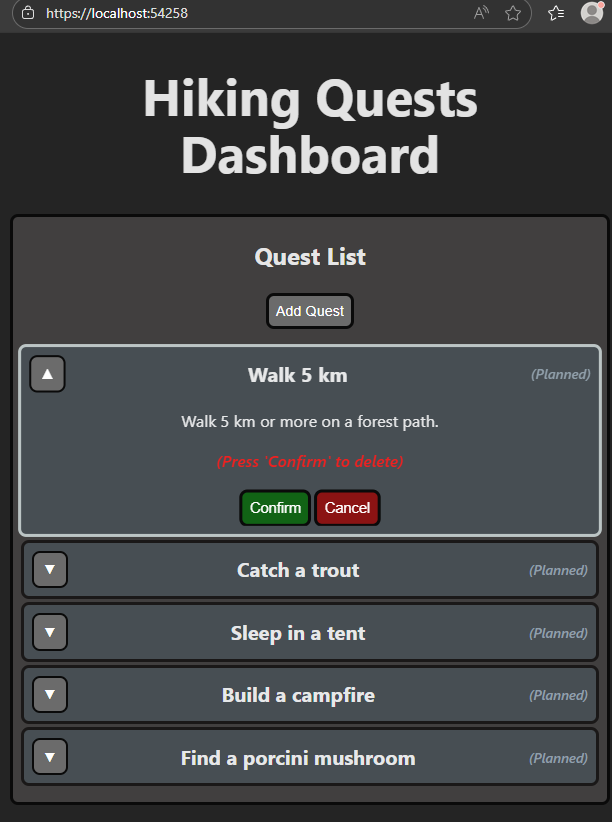 https://localhost:54258
Hiking Quests
Dashboard
Quest List
Add Quest
▲ Walk 5 km (Planned)
Walk 5 km or more on a forest path.
(Press 'Confirm' to delete)
Confirm Cancel
▼ Catch a trout (Planned)
▼ Sleep in a tent (Planned)
▼ Build a campfire (Planned)
▼ Find a porcini mushroom (Planned)